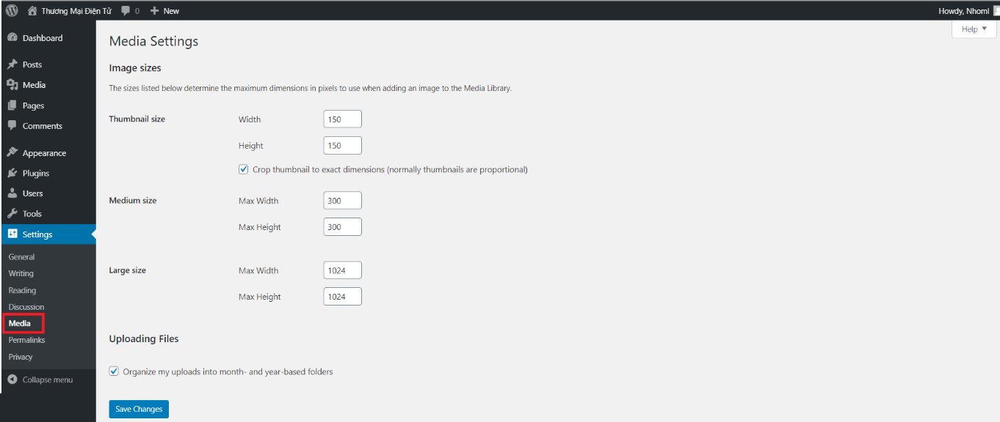 Thương Mại Điện Tử 0 New Howdy, Nhoml
Help
Dashboard
Posts
Media
Pages
Comments
Appearance
Plugins
Users
Tools
Settings
General
Writing
Reading
Discussion
Media
Permalinks
Privacy
Collapse menu
Media Settings
Image sizes
The sizes listed below determine the maximum dimensions in pixels to use when adding an image to the Media Library.
Thumbnail size Width 150
Height 150
Crop thumbnail to exact dimensions (normally thumbnails are proportional)
Medium size Max Width 300
Max Height 300
Large size Max Width 1024
Max Height 1024
Uploading Files
Organize my uploads into month- and year-based folders
Save Changes